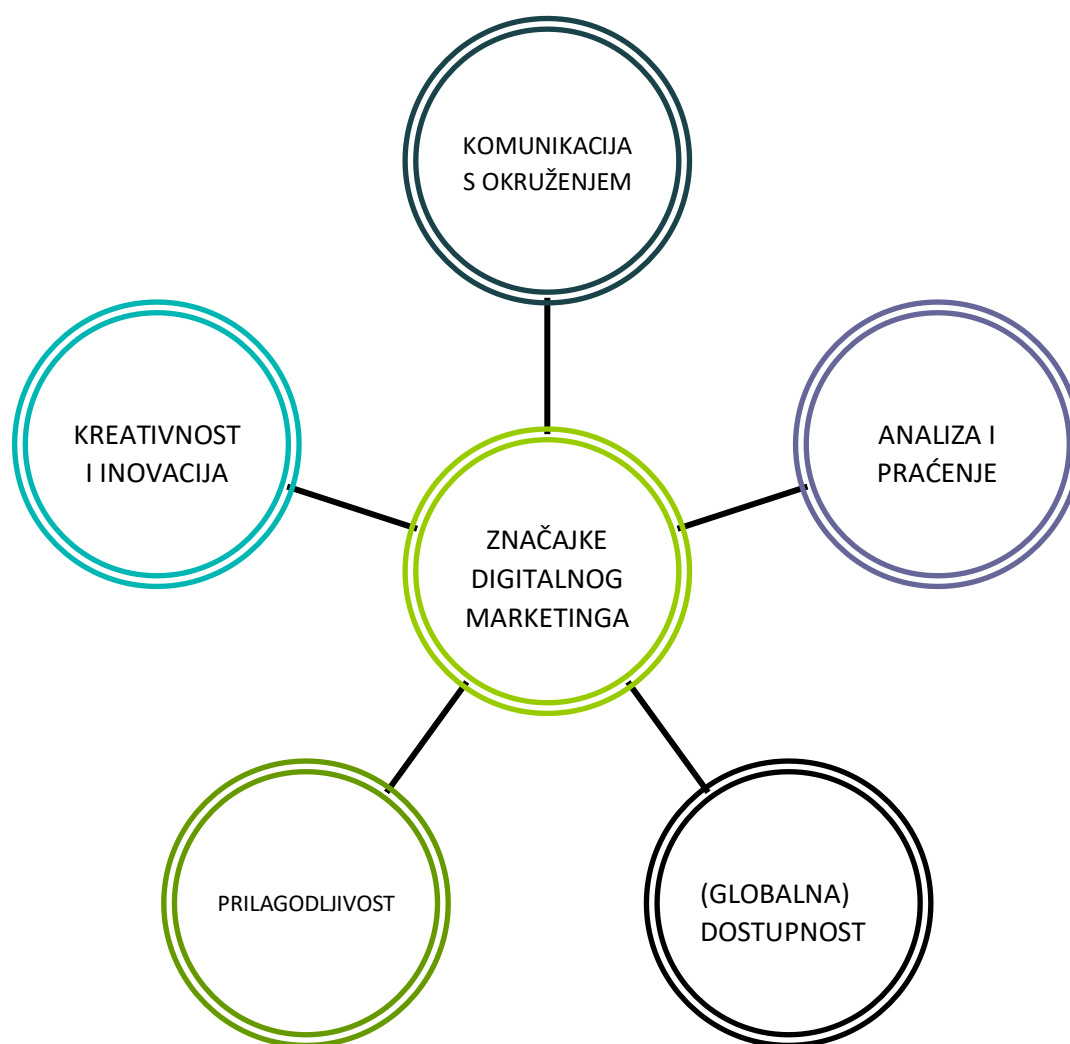 KOMUNIKACIJA
S OKRUŽENJEM
KREATIVNOST
I INOVACIJA
ANALIZA I
PRAĆENJE
ZNAČAJKE
DIGITALNOG
MARKETINGA
PRILAGODLJIVOST
(GLOBALNA)
DOSTUPNOST